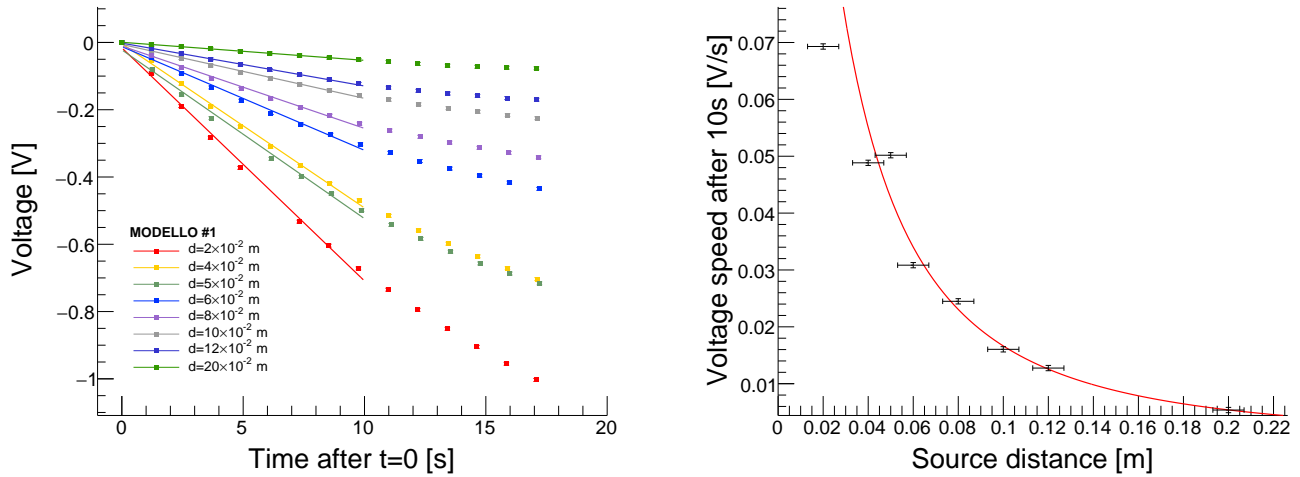 Voltage [V]
0
−0.2
−0.4
−0.6
−0.8
−1
MODELLO #1
d=2×10⁻² m
d=4×10⁻² m
d=5×10⁻² m
d=6×10⁻² m
d=8×10⁻² m
d=10×10⁻² m
d=12×10⁻² m
d=20×10⁻² m
0 5 10 15 20
Time after t=0 [s]
Voltage speed after 10s [V/s]
0.07
0.06
0.05
0.04
0.03
0.02
0.01
0 0.02 0.04 0.06 0.08 0.1 0.12 0.14 0.16 0.18 0.2 0.22
Source distance [m]